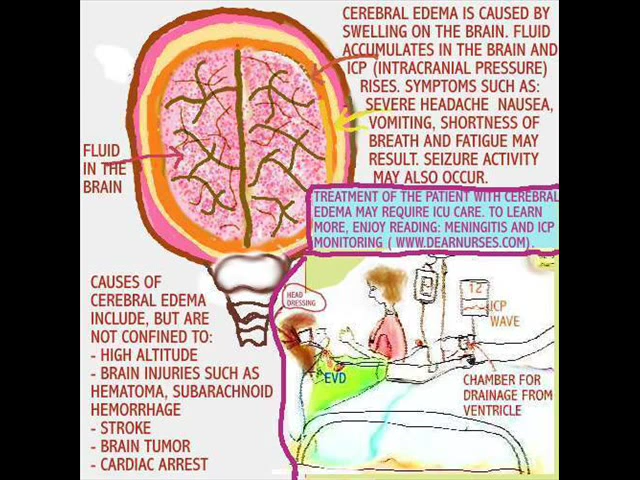 CEREBRAL EDEMA IS CAUSED BY
SWELLING ON THE BRAIN. FLUID
ACCUMULATES IN THE BRAIN AND
ICP (INTRACRANIAL PRESSURE)
RISES. SYMPTOMS SUCH AS:
SEVERE HEADACHE NAUSEA,
VOMITING, SHORTNESS OF
BREATH AND FATIGUE MAY
RESULT. SEIZURE ACTIVITY
MAY ALSO OCCUR.
FLUID
IN THE
BRAIN
TREATMENT OF THE PATIENT WITH CEREBRAL
EDEMA MAY REQUIRE ICU CARE. TO LEARN
MORE, ENJOY READING: MENINGITIS AND ICP
MONITORING ( WWW.DEARNURSES.COM).
CAUSES OF
CEREBRAL EDEMA
INCLUDE, BUT ARE
NOT CONFINED TO:
- HIGH ALTITUDE
- BRAIN INJURIES SUCH AS
HEMATOMA, SUBARACHNOID
HEMORRHAGE
- STROKE
- BRAIN TUMOR
- CARDIAC ARREST
HEAD
DRESSING
12
ICP
WAVE
EVD
CHAMBER FOR
DRAINAGE FROM
VENTRICLE